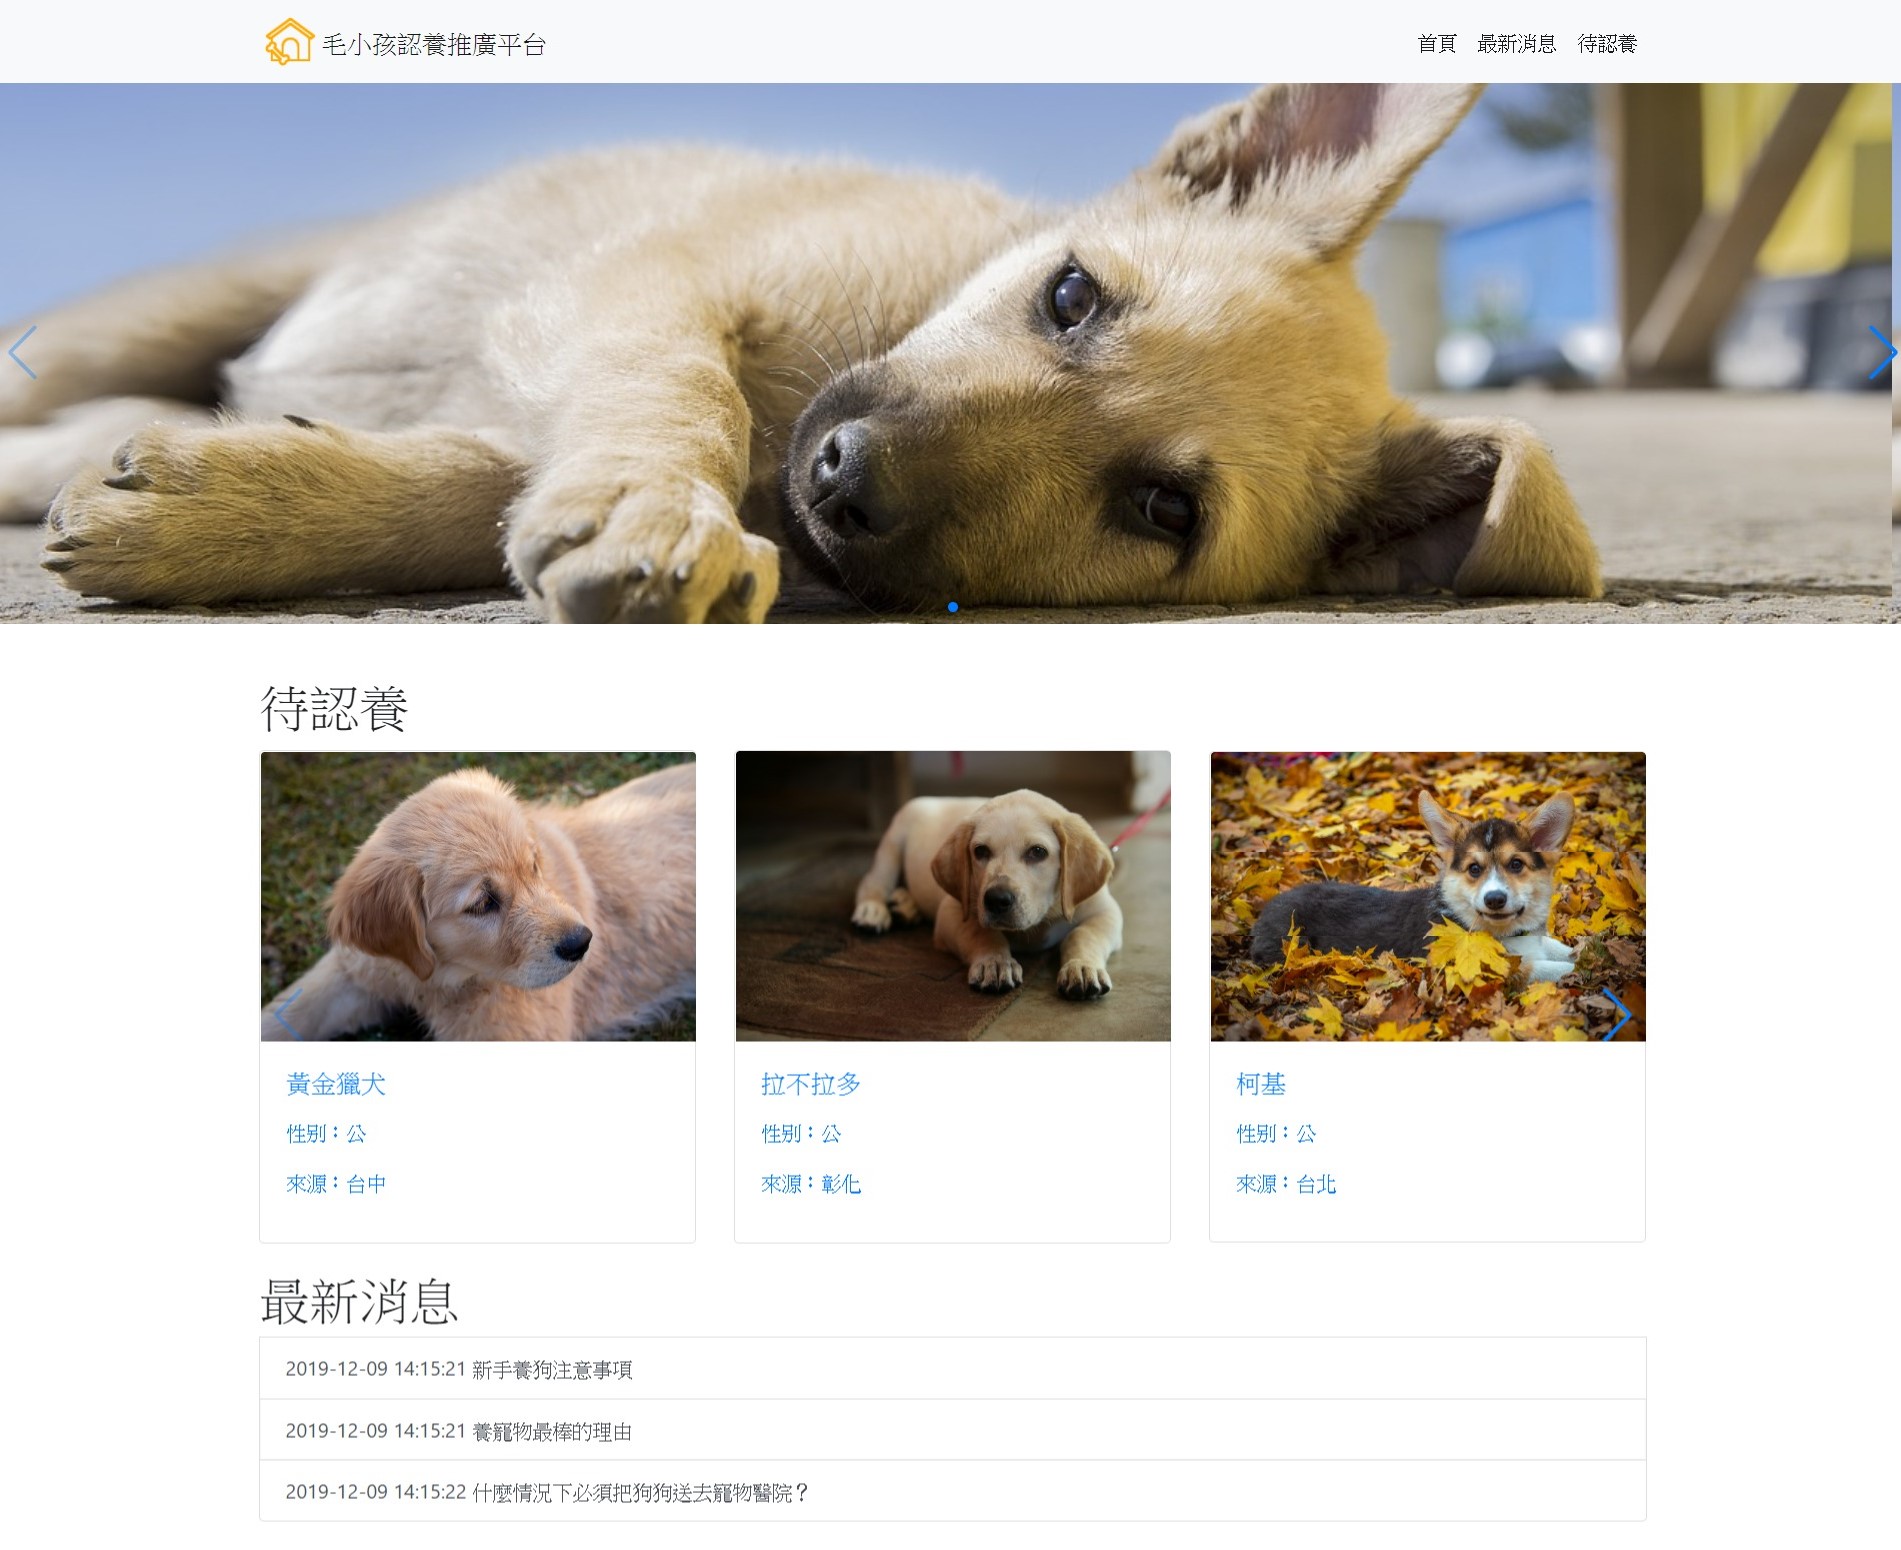 毛小孩認養推廣平台
首頁 最新消息 待認養
待認養
黃金獵犬
性別：公
來源：台中
拉不拉多
性別：公
來源：彰化
柯基
性別：公
來源：台北
最新消息
2019-12-09 14:15:21 新手養狗注意事項
2019-12-09 14:15:21 養寵物最棒的理由
2019-12-09 14:15:22 什麼情況下必須把狗狗送去寵物醫院？